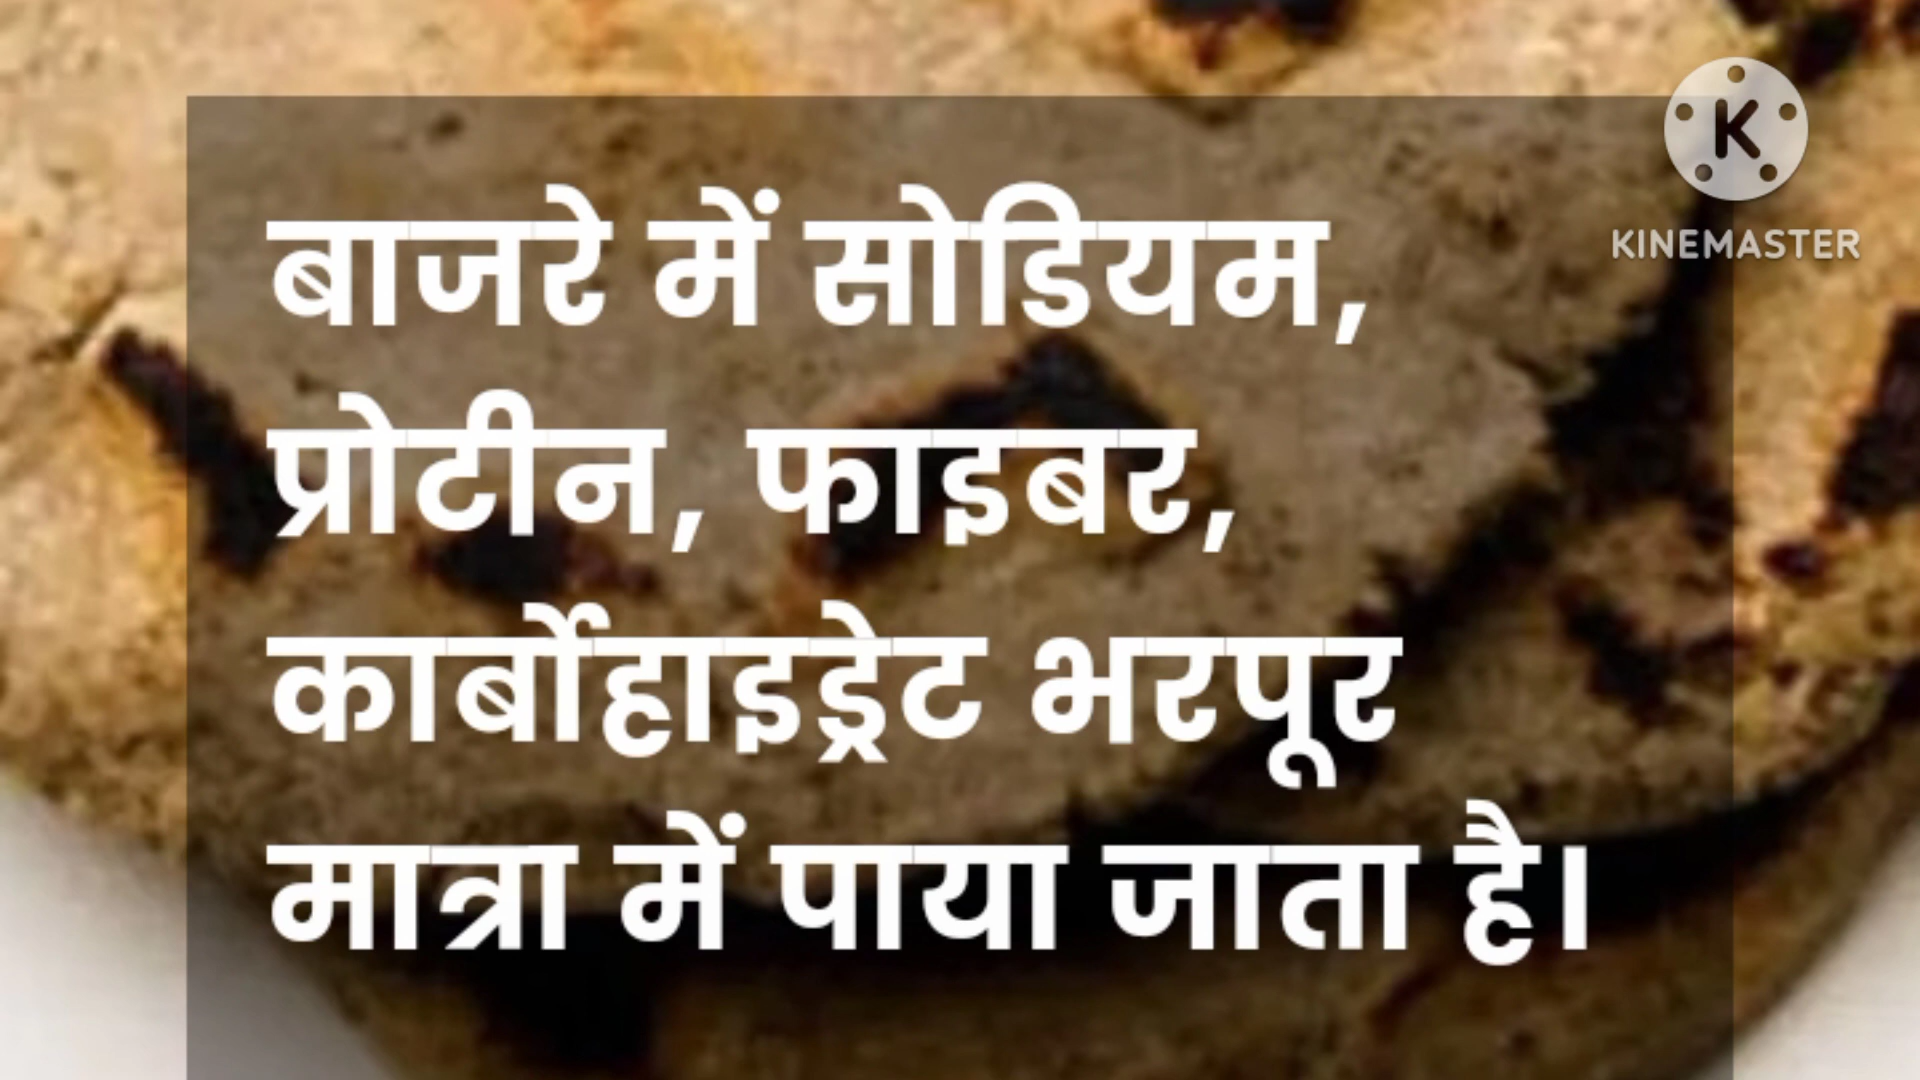 बाजरे में सोडियम,
प्रोटीन, फाइबर,
कार्बोहाइड्रेट भरपूर
मात्रा में पाया जाता है।
K
KINEMASTER